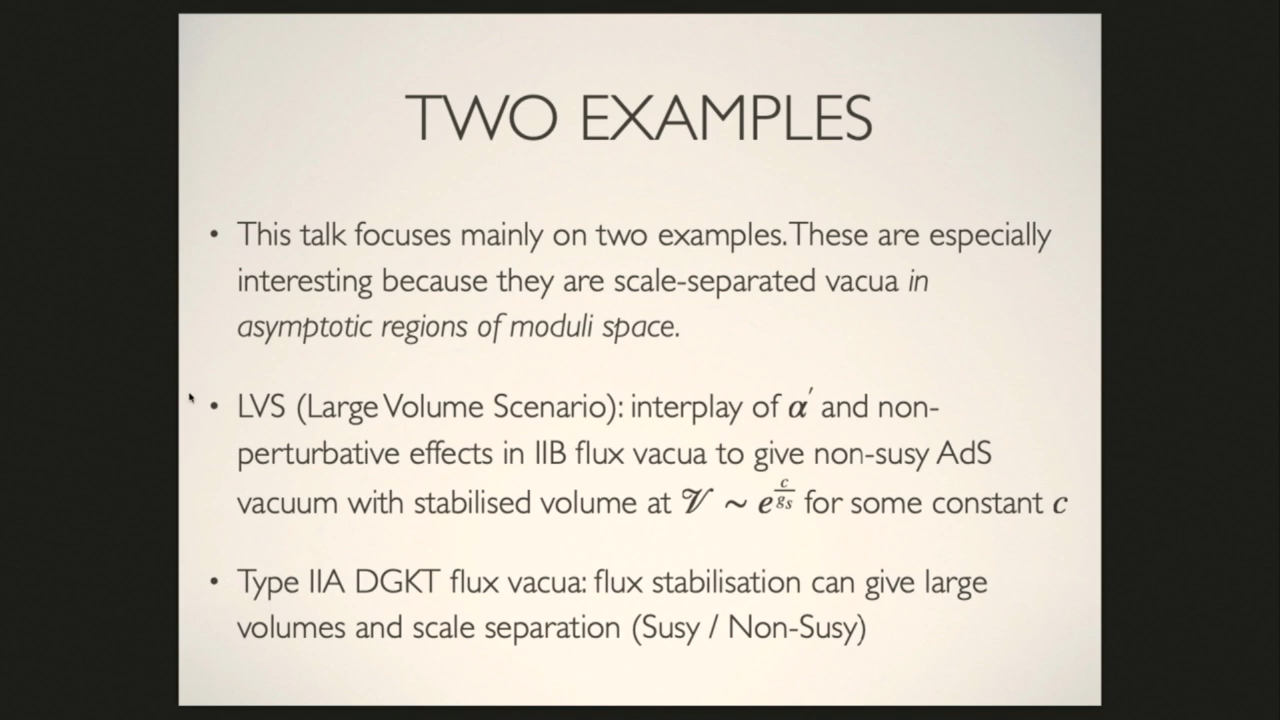 TWO EXAMPLES
• This talk focuses mainly on two examples. These are especially
interesting because they are scale-separated vacua in
asymptotic regions of moduli space.
• LVS (Large Volume Scenario): interplay of α′ and non-
perturbative effects in IIB flux vacua to give non-susy AdS
vacuum with stabilised volume at 𝒱 ~ e^{c/g_s} for some constant c
• Type IIA DGKT flux vacua: flux stabilisation can give large
volumes and scale separation (Susy / Non-Susy)